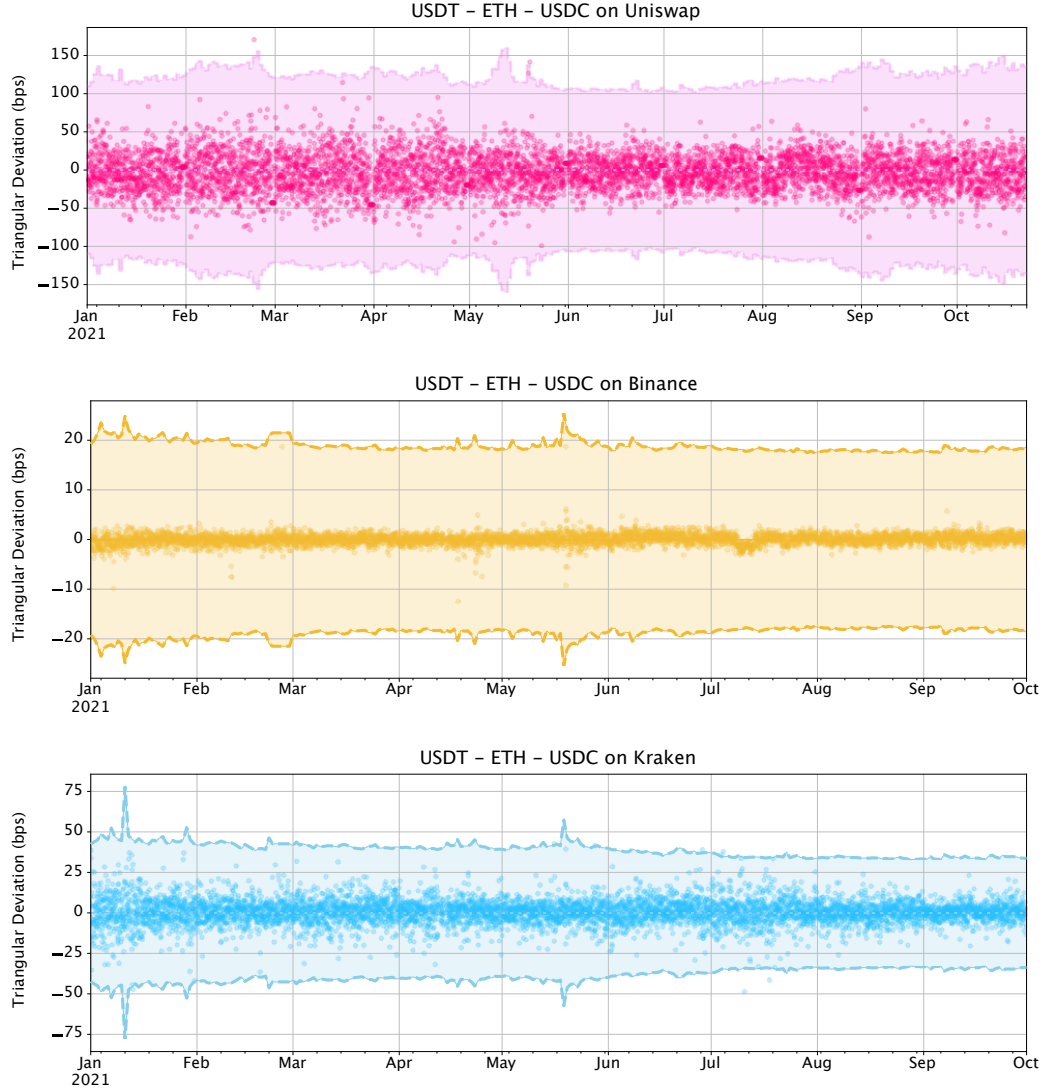 USDT – ETH – USDC on Uniswap
Triangular Deviation (bps)
150
100
50
0
−50
−100
−150
Jan Feb Mar Apr May Jun Jul Aug Sep Oct
2021
USDT – ETH – USDC on Binance
Triangular Deviation (bps)
20
10
0
−10
−20
Jan Feb Mar Apr May Jun Jul Aug Sep Oct
2021
USDT – ETH – USDC on Kraken
Triangular Deviation (bps)
75
50
25
0
−25
−50
−75
Jan Feb Mar Apr May Jun Jul Aug Sep Oct
2021